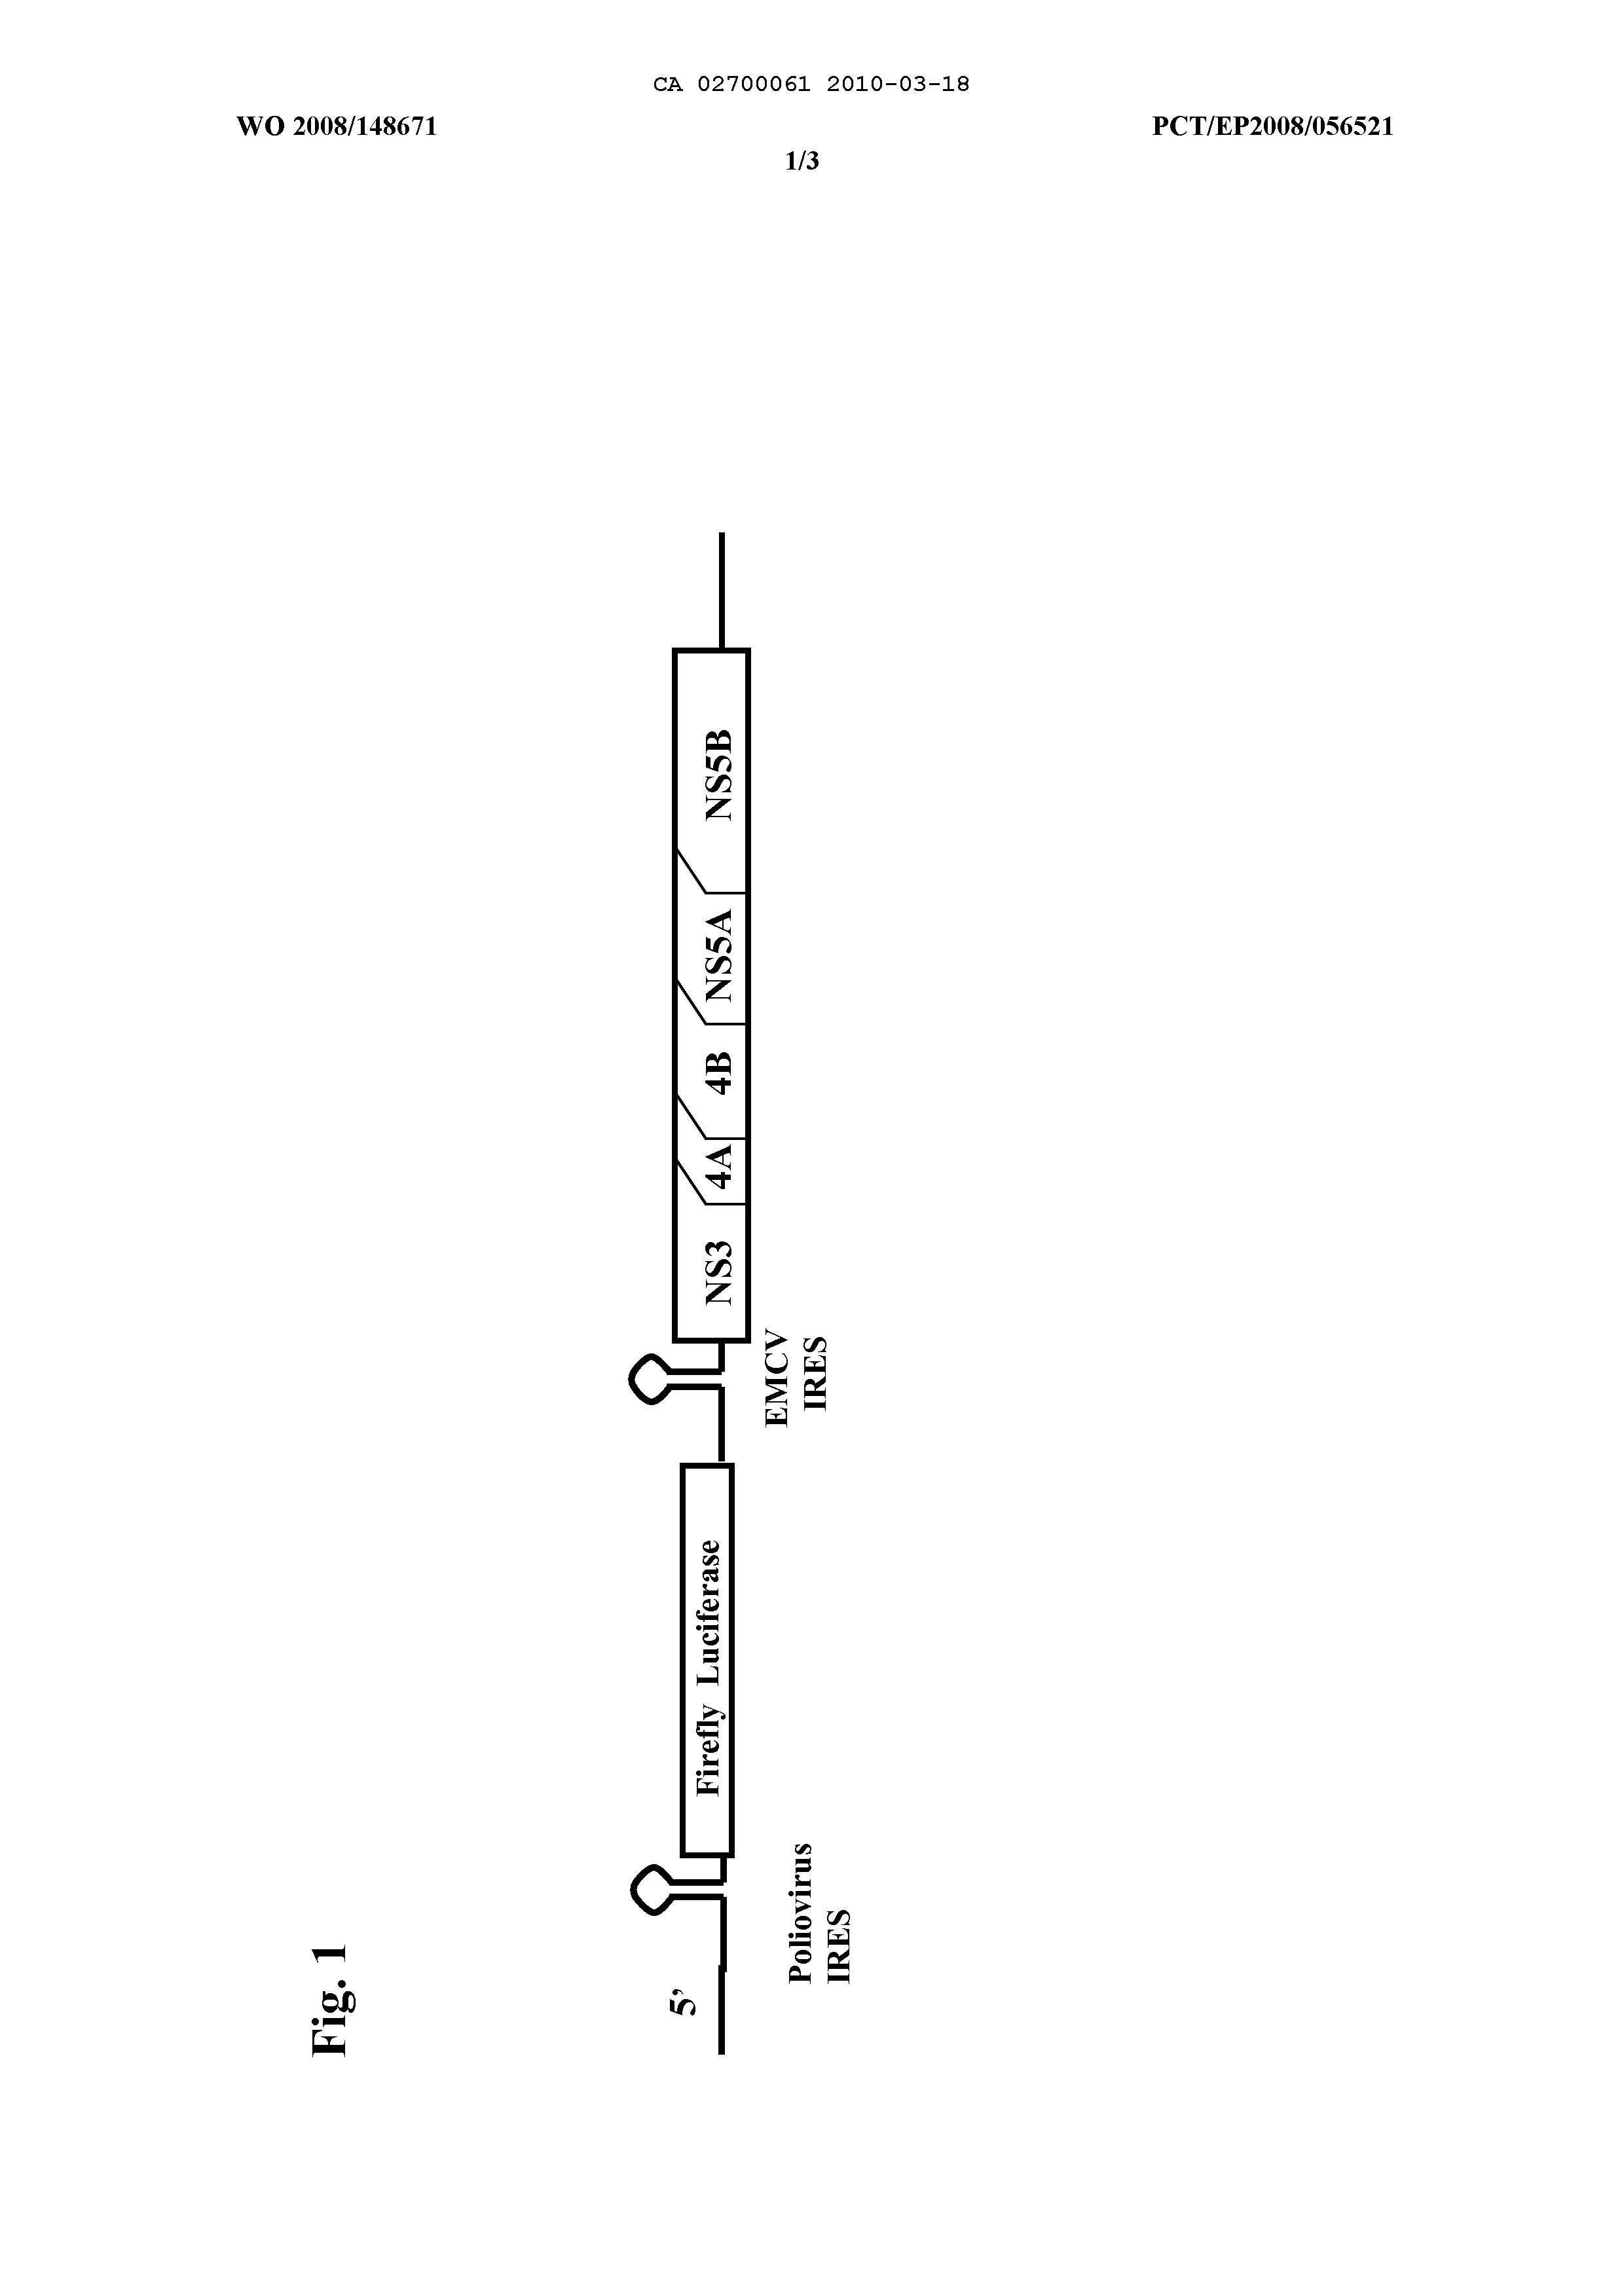 CA 02700061 2010-03-18
WO 2008/148671
PCT/EP2008/056521
1/3
Fig. 1
5’
Poliovirus
IRES
Firefly Luciferase
EMCV
IRES
NS3
4A
4B
NS5A
NS5B